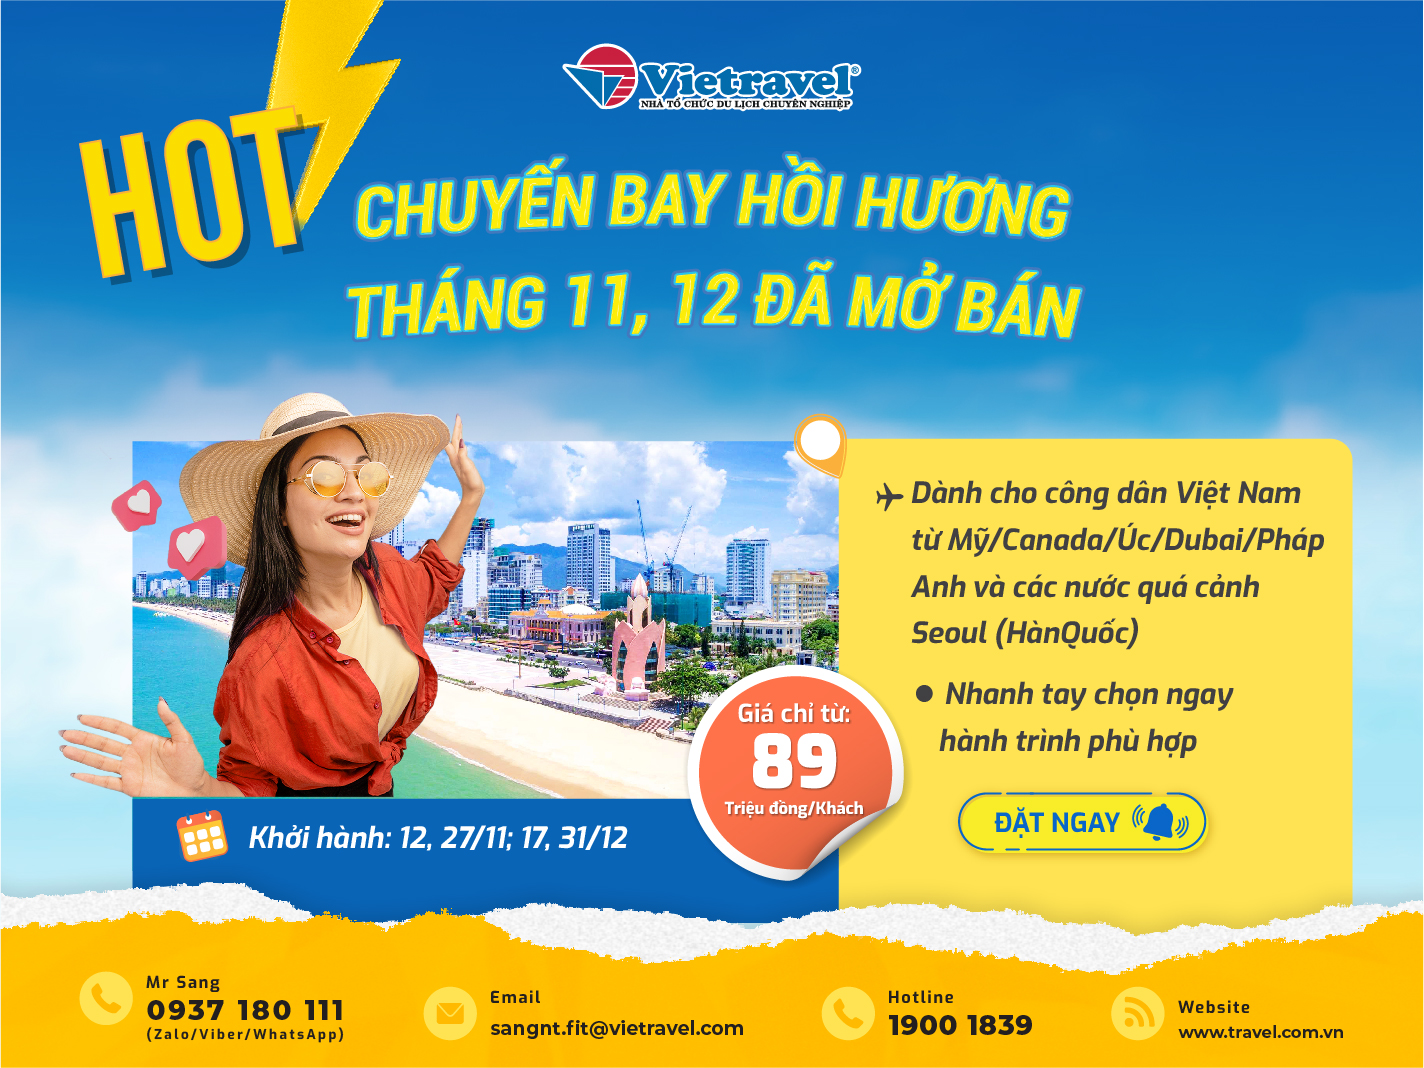 Vietravel®
NHÀ TỔ CHỨC DU LỊCH CHUYÊN NGHIỆP
HOT
CHUYẾN BAY HỒI HƯƠNG
THÁNG 11, 12 ĐÃ MỞ BÁN
Dành cho công dân Việt Nam
từ Mỹ/Canada/Úc/Dubai/Pháp
Anh và các nước quá cảnh
Seoul (HànQuốc)
Nhanh tay chọn ngay
hành trình phù hợp
Giá chỉ từ:
89
Triệu đồng/Khách
ĐẶT NGAY
Khởi hành: 12, 27/11; 17, 31/12
Mr Sang
0937 180 111
(Zalo/Viber/WhatsApp)
Email
sangnt.fit@vietravel.com
Hotline
1900 1839
Website
www.travel.com.vn